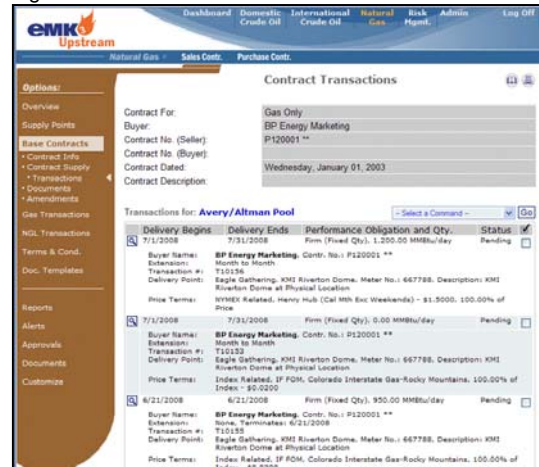 eMKO
Upstream
Dashboard Domestic Crude Oil International Crude Oil Natural Gas Risk Mgmt. Admin Log Off
Natural Gas › Sales Contr. Purchase Contr.
Options:
Overview
Supply Points
Base Contracts
• Contract Info
• Contract Supply
• Transactions
• Documents
• Amendments
Gas Transactions
NGL Transactions
Terms & Cond.
Doc. Templates
Reports
Alerts
Approvals
Documents
Customize
Contract Transactions
Contract For: Gas Only
Buyer: BP Energy Marketing
Contract No. (Seller): P120001 **
Contract No. (Buyer):
Contract Dated: Wednesday, January 01, 2003
Contract Description:
Transactions for: Avery/Altman Pool -- Select a Command -- Go
Delivery Begins Delivery Ends Performance Obligation and Qty. Status
7/1/2008 7/31/2008 Firm (Fixed Qty), 1,200.00 MMBtu/day Pending
Buyer Name: BP Energy Marketing, Contr. No.: P120001 **
Extension: Month to Month
Transaction #: T10156
Delivery Point: Eagle Gathering, KMI Riverton Dome, Meter No.: 667788, Description: KMI
Riverton Dome at Physical Location
Price Terms: NYMEX Related, Henry Hub (Cal Mth Exc Weekends) - $1.5000, 100.00% of
Price
7/1/2008 7/31/2008 Firm (Fixed Qty), 0.00 MMBtu/day Pending
Buyer Name: BP Energy Marketing, Contr. No.: P120001 **
Extension: Month to Month
Transaction #: T10153
Delivery Point: Eagle Gathering, KMI Riverton Dome, Meter No.: 667788, Description: KMI
Riverton Dome at Physical Location
Price Terms: Index Related, IF FOM, Colorado Interstate Gas-Rocky Mountains, 100.00% of
Index - $0.0200
6/21/2008 6/21/2008 Firm (Fixed Qty), 950.00 MMBtu/day Pending
Buyer Name: BP Energy Marketing, Contr. No.: P120001 **
Extension: None, Terminates: 6/21/2008
Transaction #: T10155
Delivery Point: Eagle Gathering, KMI Riverton Dome, Meter No.: 667788, Description: KMI
Riverton Dome at Physical Location
Price Terms: Index Related, IF FOM, Colorado Interstate Gas-Rocky Mountains, 100.00% of